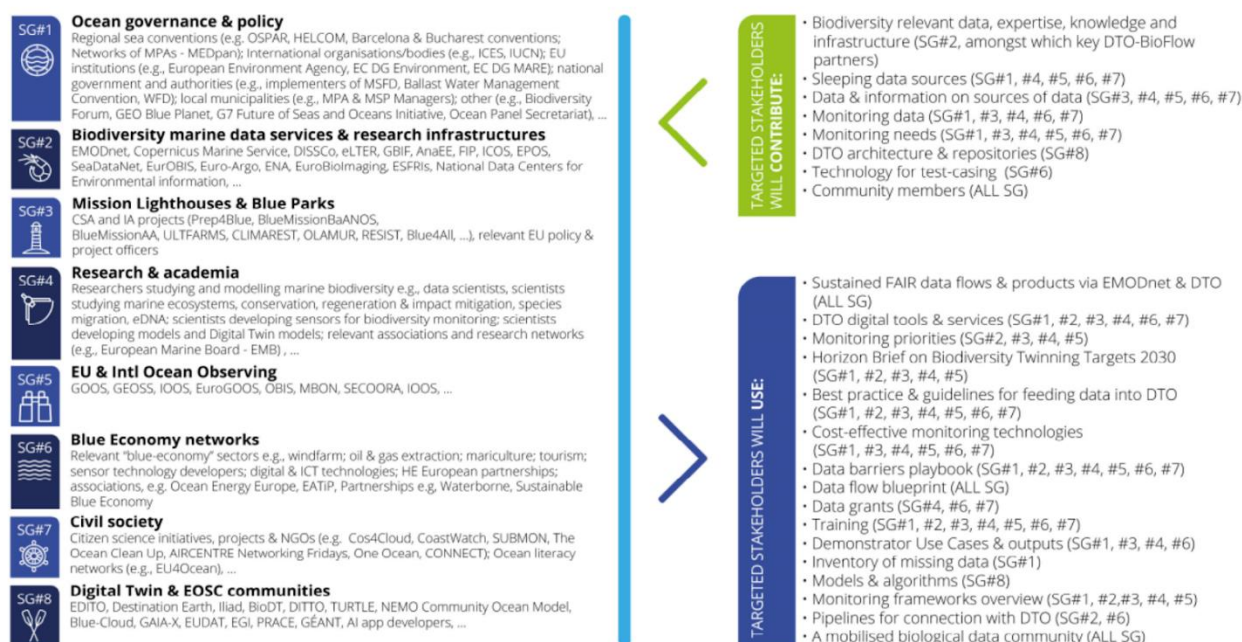 SG#1
Ocean governance & policy
Regional sea conventions (e.g. OSPAR, HELCOM, Barcelona & Bucharest conventions;
Networks of MPAs - MEDpan); International organisations/bodies (e.g., ICES, IUCN); EU
institutions (e.g., European Environment Agency, EC DG Environment, EC DG MARE); national
government and authorities (e.g., implementers of MSFD, Ballast Water Management
Convention, WFD); local municipalities (e.g., MPA & MSP Managers); other (e.g., Biodiversity
Forum, GEO Blue Planet, G7 Future of Seas and Oceans Initiative, Ocean Panel Secretariat), ...
SG#2
Biodiversity marine data services & research infrastructures
EMODnet, Copernicus Marine Service, DISSCo, eLTER, GBIF, AnaEE, FIP, ICOS, EPOS,
SeaDataNet, EurOBIS, Euro-Argo, ENA, EuroBioImaging, ESFRIs, National Data Centers for
Environmental information, ...
SG#3
Mission Lighthouses & Blue Parks
CSA and IA projects (Prep4Blue, BlueMissionBaANOS,
BlueMissionAA, ULTFARMS, CLIMAREST, OLAMUR, RESIST, Blue4All, ...), relevant EU policy &
project officers
SG#4
Research & academia
Researchers studying and modelling marine biodiversity e.g., data scientists, scientists
studying marine ecosystems, conservation, regeneration & impact mitigation, species
migration, eDNA; scientists developing sensors for biodiversity monitoring; scientists
developing models and Digital Twin models; relevant associations and research networks
(e.g., European Marine Board - EMB) , ...
SG#5
EU & Intl Ocean Observing
GOOS, GEOSS, IOOS, EuroGOOS, OBIS, MBON, SECOORA, IOOS, ...
SG#6
Blue Economy networks
Relevant "blue-economy" sectors e.g., windfarm; oil & gas extraction; mariculture; tourism;
sensor technology developers; digital & ICT technologies; HE European partnerships;
associations, e.g. Ocean Energy Europe, EATiP, Partnerships e.g, Waterborne, Sustainable
Blue Economy
SG#7
Civil society
Citizen science initiatives, projects & NGOs (e.g. Cos4Cloud, CoastWatch, SUBMON, The
Ocean Clean Up, AIRCENTRE Networking Fridays, One Ocean, CONNECT); Ocean literacy
networks (e.g., EU4Ocean), ...
SG#8
Digital Twin & EOSC communities
EDITO, Destination Earth, Iliad, BioDT, DITTO, TURTLE, NEMO Community Ocean Model,
Blue-Cloud, GAIA-X, EUDAT, EGI, PRACE, GÉANT, AI app developers, ...
TARGETED STAKEHOLDERS
WILL CONTRIBUTE:
• Biodiversity relevant data, expertise, knowledge and
infrastructure (SG#2, amongst which key DTO-BioFlow
partners)
• Sleeping data sources (SG#1, #4, #5, #6, #7)
• Data & information on sources of data (SG#3, #4, #5, #6, #7)
• Monitoring data (SG#1, #3, #4, #6, #7)
• Monitoring needs (SG#1, #3, #4, #5, #6, #7)
• DTO architecture & repositories (SG#8)
• Technology for test-casing (SG#6)
• Community members (ALL SG)
TARGETED STAKEHOLDERS WILL USE:
• Sustained FAIR data flows & products via EMODnet & DTO
(ALL SG)
• DTO digital tools & services (SG#1, #2, #3, #4, #6, #7)
• Monitoring priorities (SG#2, #3, #4, #5)
• Horizon Brief on Biodiversity Twinning Targets 2030
(SG#1, #2, #3, #4, #5)
• Best practice & guidelines for feeding data into DTO
(SG#1, #2, #3, #4, #5, #6, #7)
• Cost-effective monitoring technologies
(SG#1, #3, #4, #5, #6, #7)
• Data barriers playbook (SG#1, #2, #3, #4, #5, #6, #7)
• Data flow blueprint (ALL SG)
• Data grants (SG#4, #6, #7)
• Training (SG#1, #2, #3, #4, #5, #6, #7)
• Demonstrator Use Cases & outputs (SG#1, #3, #4, #6)
• Inventory of missing data (SG#1)
• Models & algorithms (SG#8)
• Monitoring frameworks overview (SG#1, #2,#3, #4, #5)
• Pipelines for connection with DTO (SG#2, #6)
• A mobilised biological data community (ALL SG)